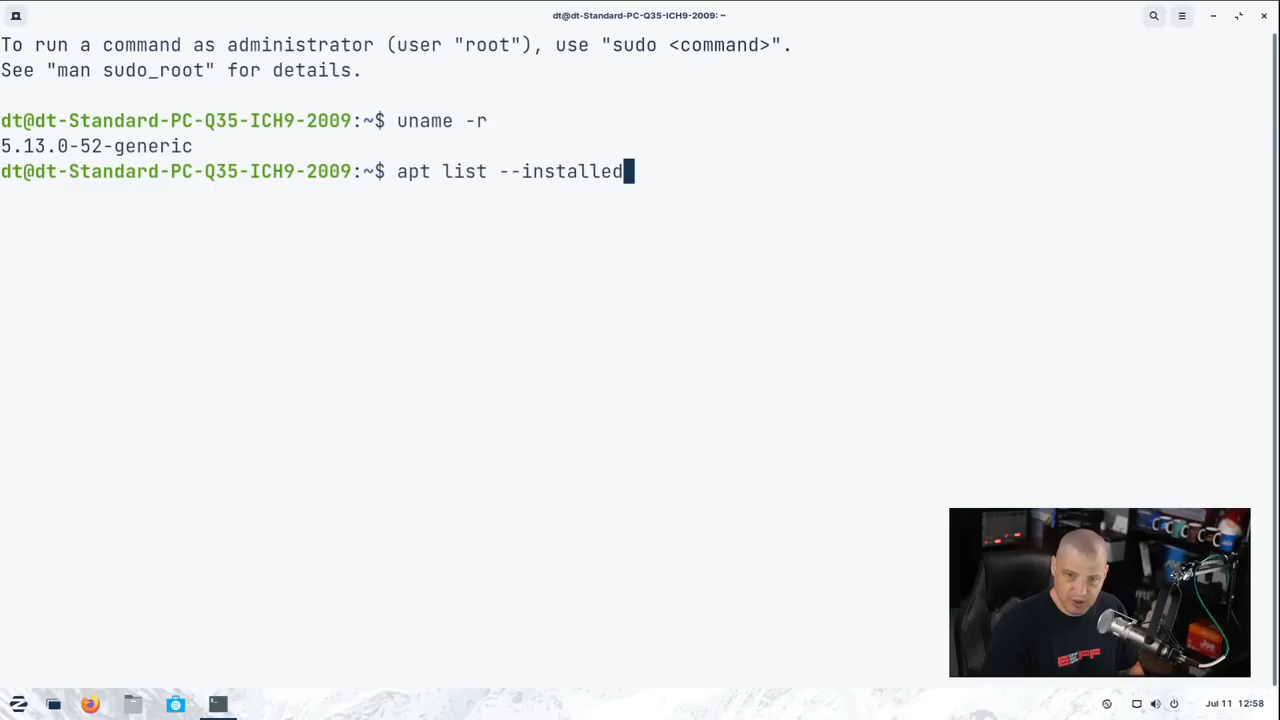 dt@dt-Standard-PC-Q35-ICH9-2009: ~
To run a command as administrator (user "root"), use "sudo <command>".
See "man sudo_root" for details.
dt@dt-Standard-PC-Q35-ICH9-2009:~$ uname -r
5.13.0-52-generic
dt@dt-Standard-PC-Q35-ICH9-2009:~$ apt list --installed
Jul 11 12:58